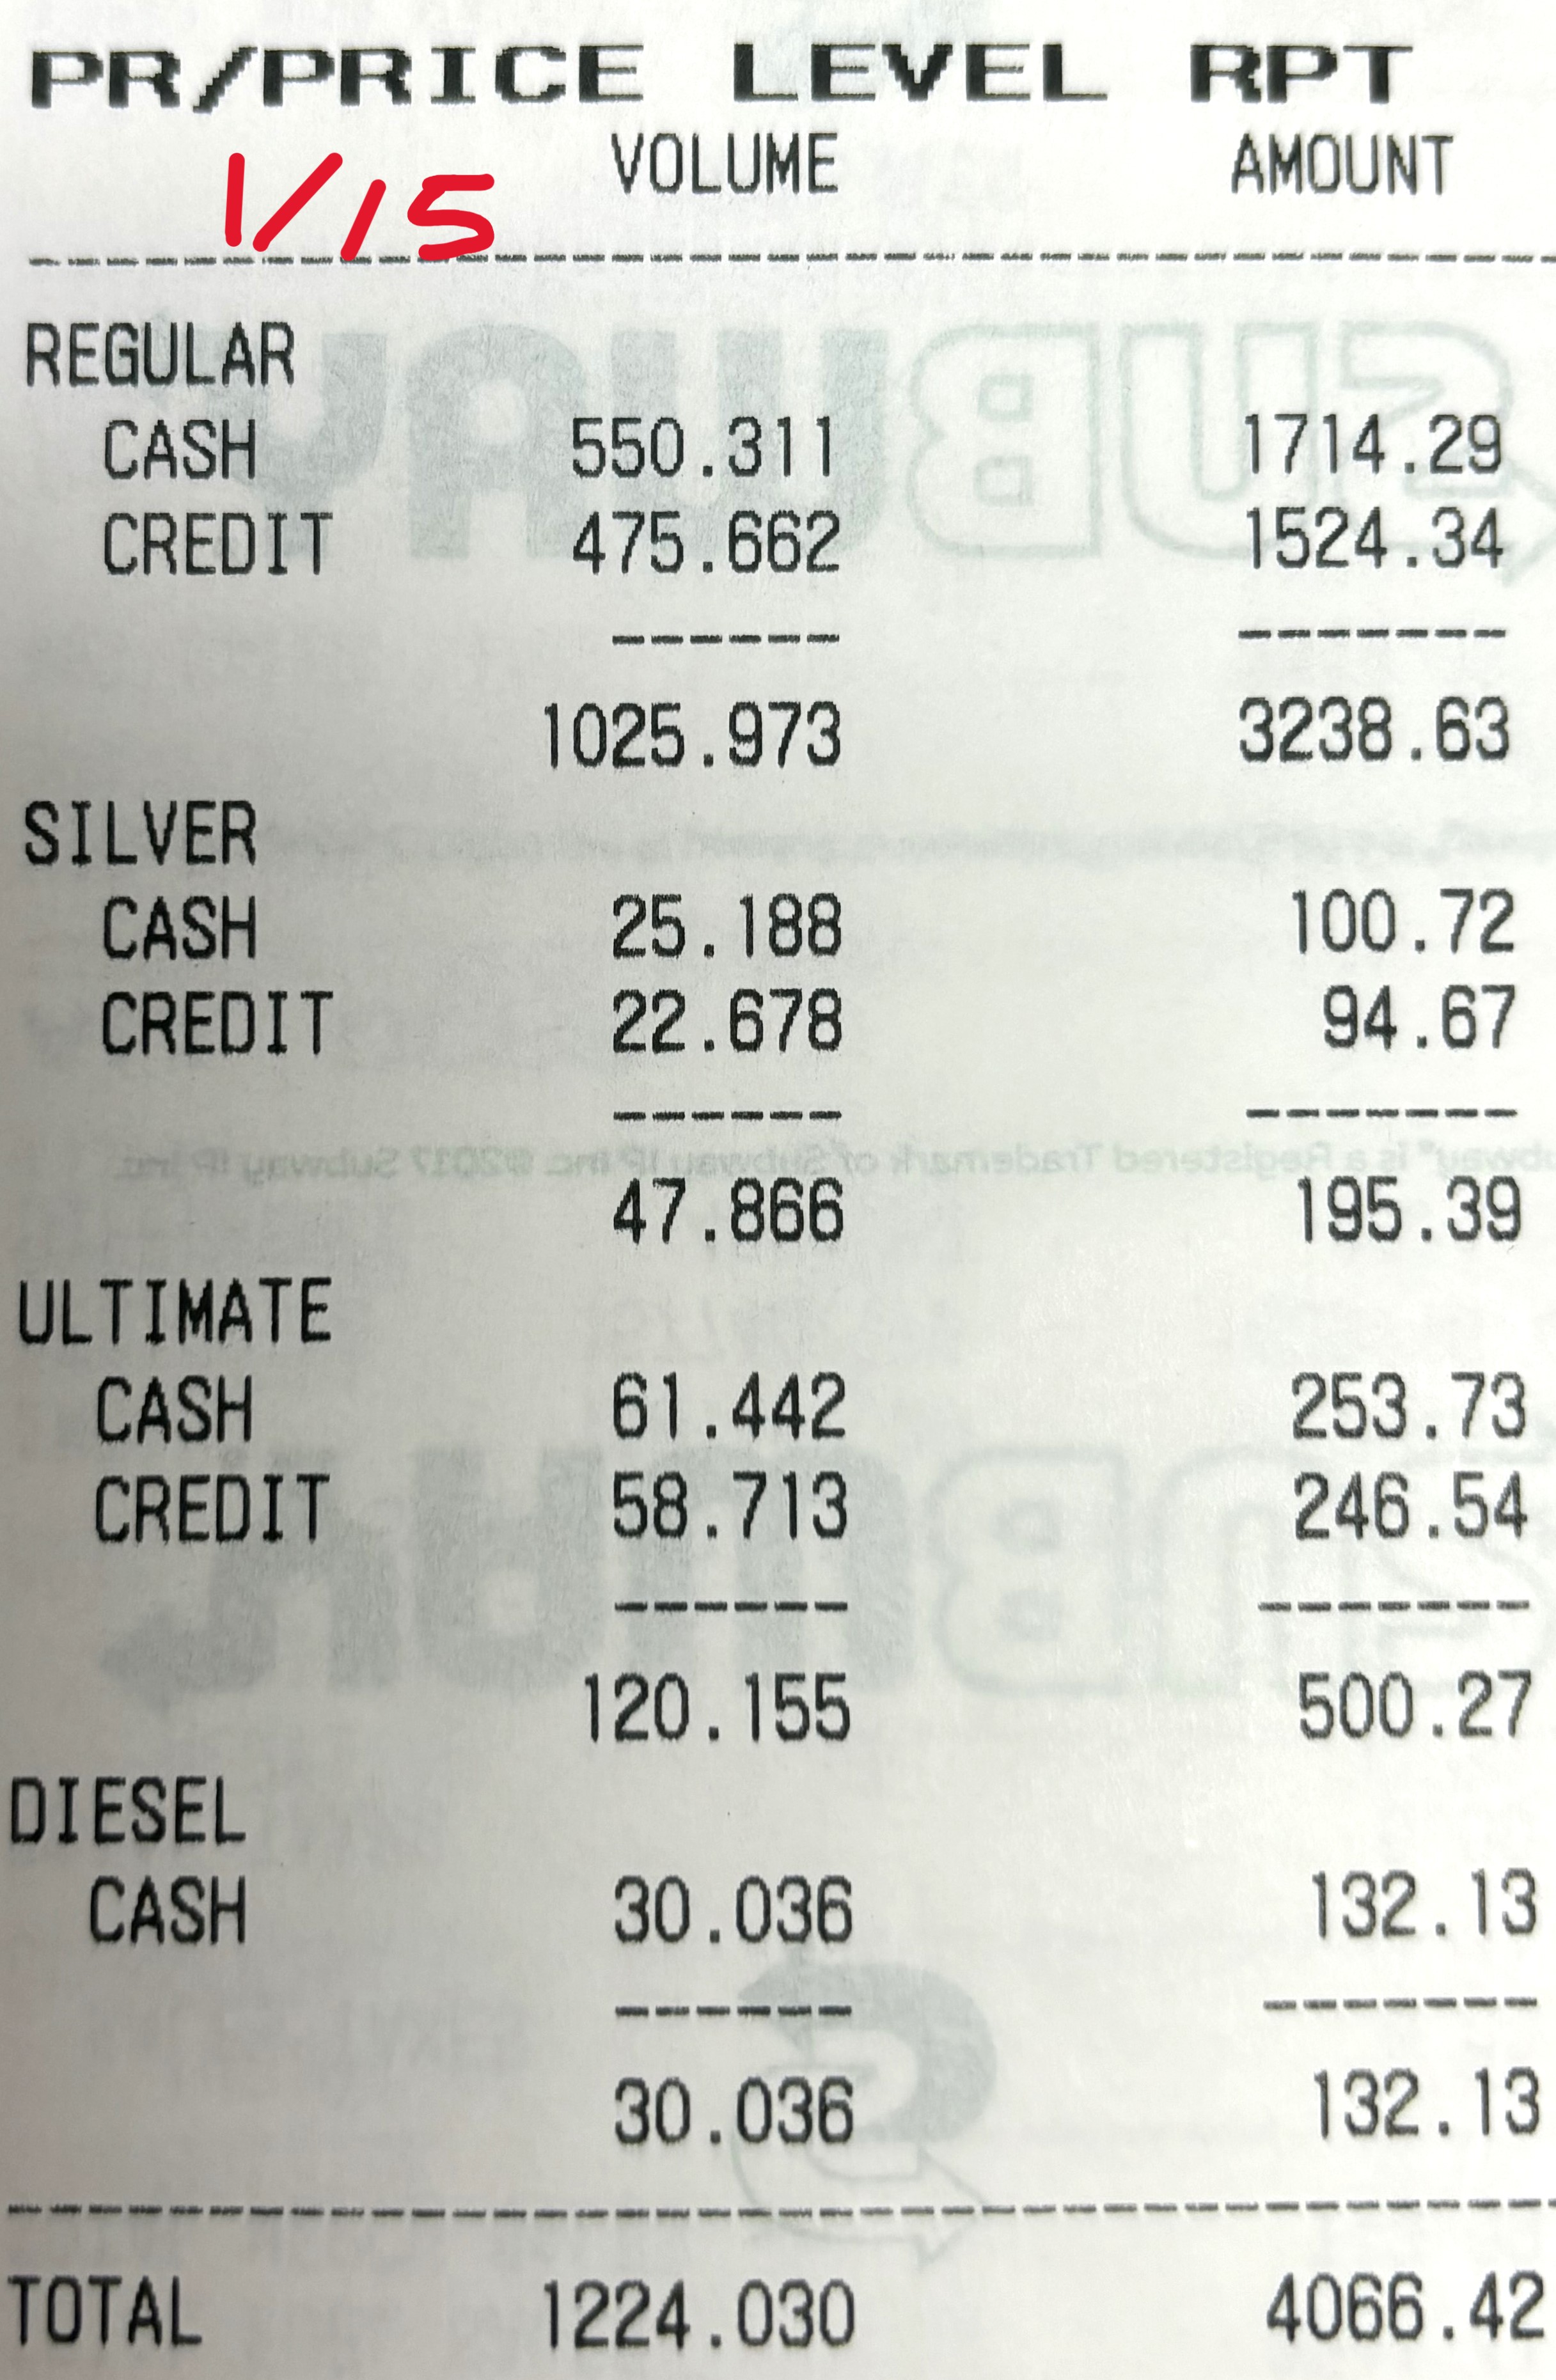 PR/PRICE LEVEL RPT
VOLUME AMOUNT
1/15
REGULAR
CASH 550.311 1714.29
CREDIT 475.662 1524.34
------ -------
1025.973 3238.63
SILVER
CASH 25.188 100.72
CREDIT 22.678 94.67
------ -------
Subway® is a Registered Trademark of Subway IP Inc. ©2017 Subway IP Inc.
47.866 195.39
ULTIMATE
CASH 61.442 253.73
CREDIT 58.713 246.54
------ -------
120.155 500.27
DIESEL
CASH 30.036 132.13
------ -------
30.036 132.13
TOTAL 1224.030 4066.42